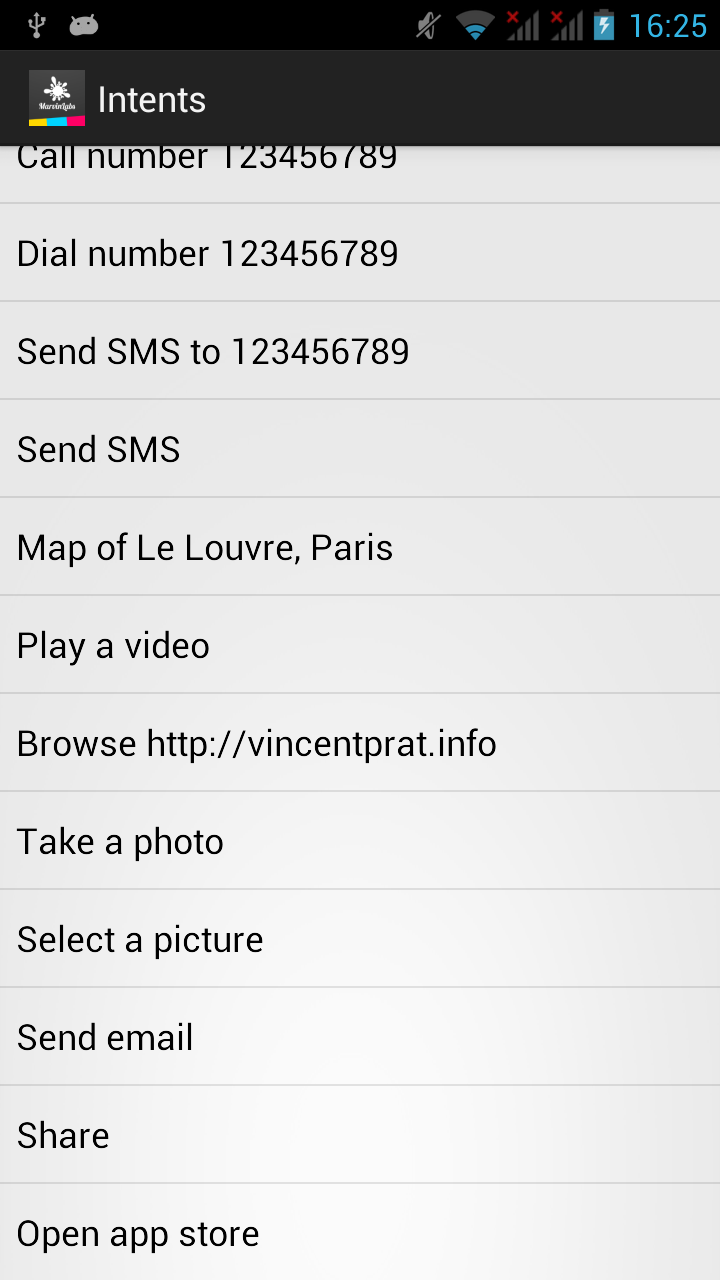 16:25
MarvinLabs
Intents
Call number 123456789
Dial number 123456789
Send SMS to 123456789
Send SMS
Map of Le Louvre, Paris
Play a video
Browse http://vincentprat.info
Take a photo
Select a picture
Send email
Share
Open app store